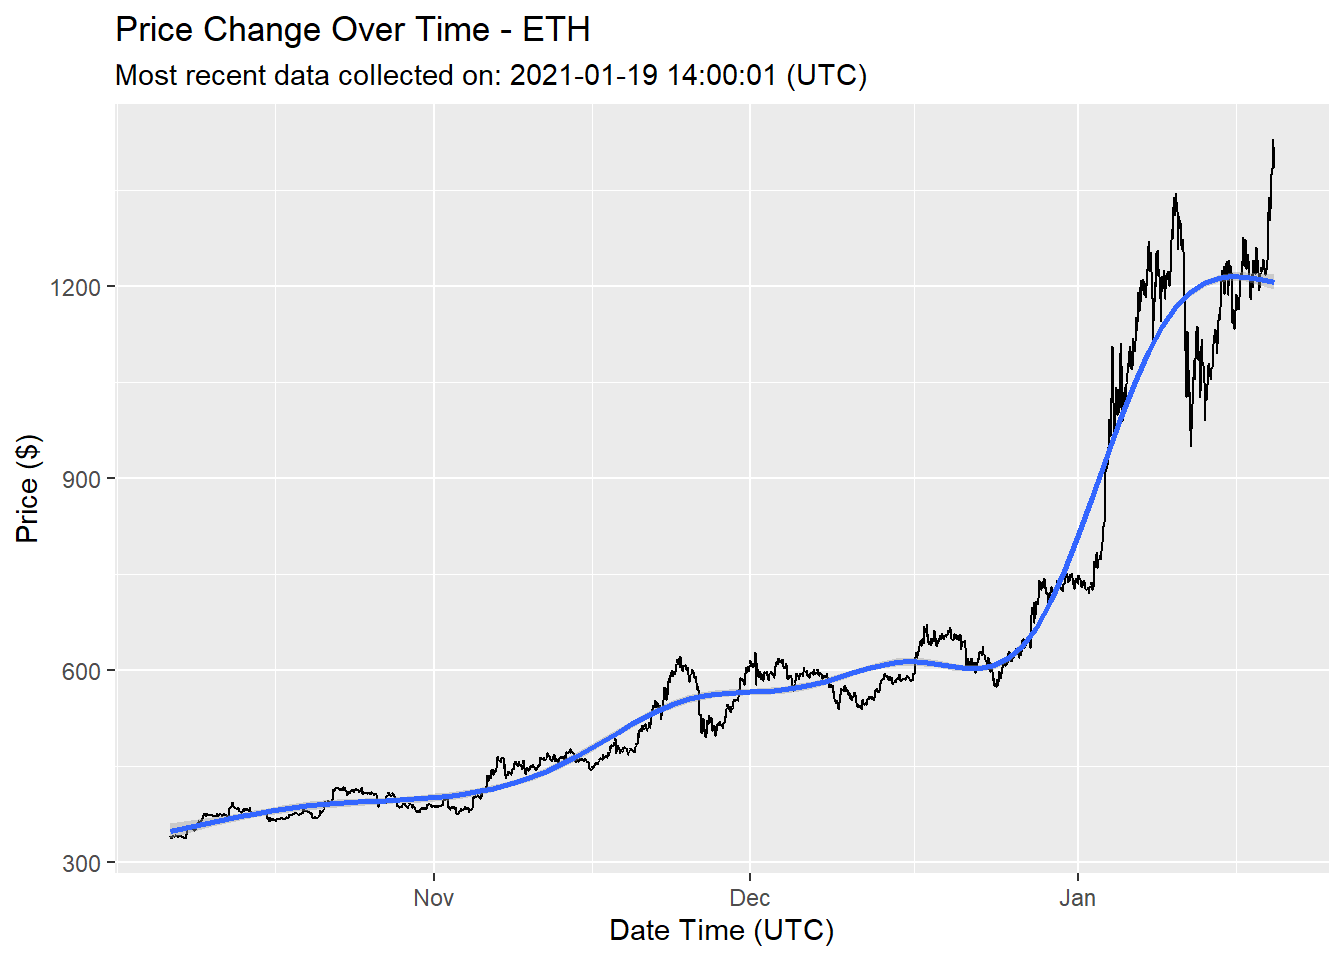 Price Change Over Time - ETH
Most recent data collected on: 2021-01-19 14:00:01 (UTC)
1200
900
600
300
Price ($)
Nov
Dec
Jan
Date Time (UTC)